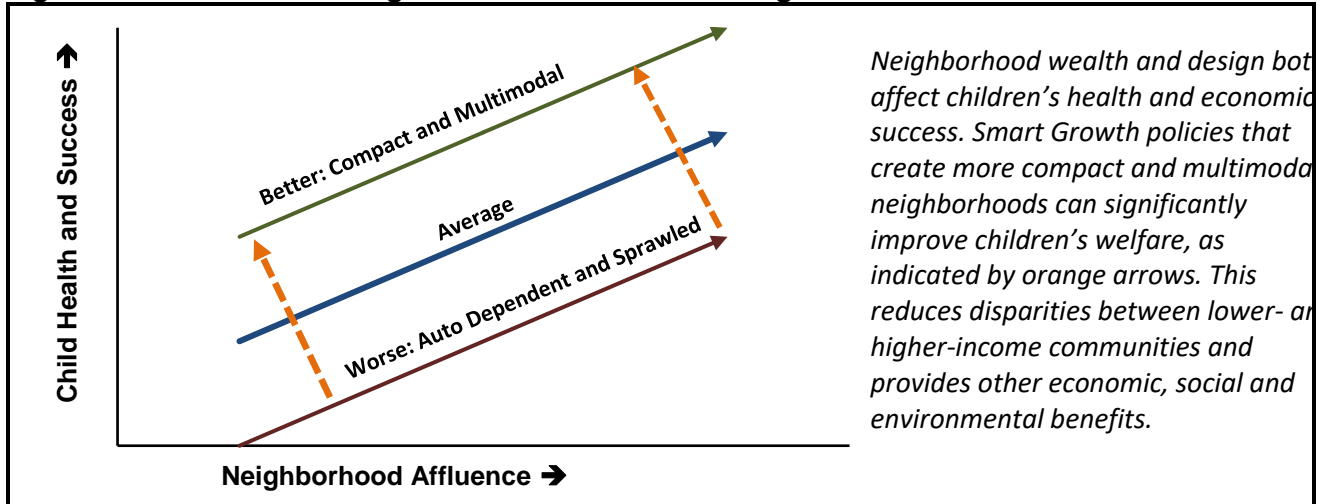 Child Health and Success ➔
Better: Compact and Multimodal
Average
Worse: Auto Dependent and Sprawled
Neighborhood Affluence ➔
Neighborhood wealth and design bot
affect children's health and economic
success. Smart Growth policies that
create more compact and multimoda
neighborhoods can significantly
improve children's welfare, as
indicated by orange arrows. This
reduces disparities between lower- an
higher-income communities and
provides other economic, social and
environmental benefits.